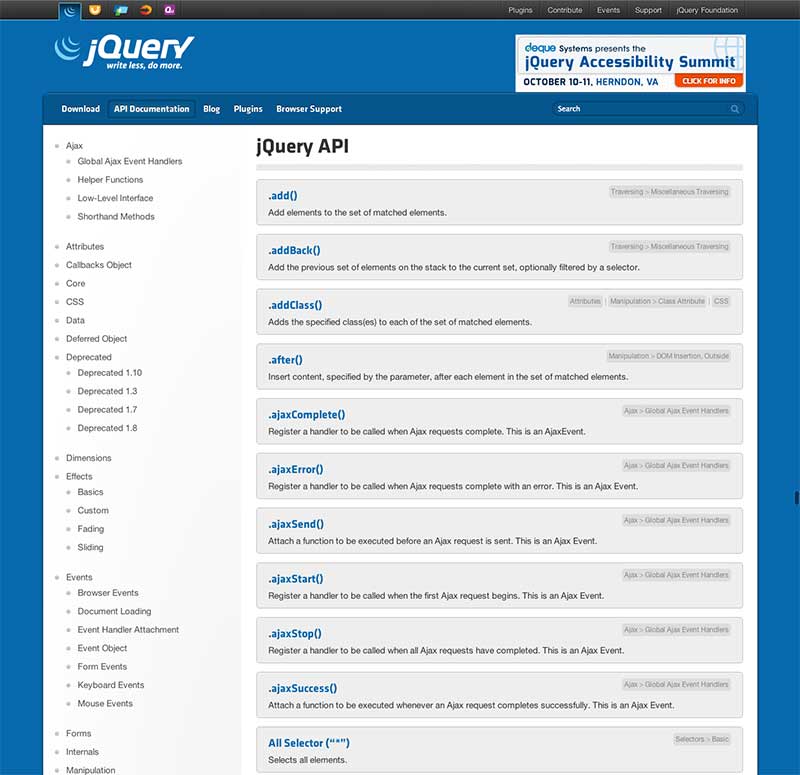 Plugins Contribute Events Support jQuery Foundation
jQuery
write less, do more.
deque Systems presents the
jQuery Accessibility Summit
OCTOBER 10-11, HERNDON, VA CLICK FOR INFO
Download API Documentation Blog Plugins Browser Support Search
Ajax
Global Ajax Event Handlers
Helper Functions
Low-Level Interface
Shorthand Methods
Attributes
Callbacks Object
Core
CSS
Data
Deferred Object
Deprecated
Deprecated 1.10
Deprecated 1.3
Deprecated 1.7
Deprecated 1.8
Dimensions
Effects
Basics
Custom
Fading
Sliding
Events
Browser Events
Document Loading
Event Handler Attachment
Event Object
Form Events
Keyboard Events
Mouse Events
Forms
Internals
Manipulation
jQuery API
.add() Traversing > Miscellaneous Traversing
Add elements to the set of matched elements.
.addBack() Traversing > Miscellaneous Traversing
Add the previous set of elements on the stack to the current set, optionally filtered by a selector.
.addClass() Attributes | Manipulation > Class Attribute | CSS
Adds the specified class(es) to each of the set of matched elements.
.after() Manipulation > DOM Insertion, Outside
Insert content, specified by the parameter, after each element in the set of matched elements.
.ajaxComplete() Ajax > Global Ajax Event Handlers
Register a handler to be called when Ajax requests complete. This is an AjaxEvent.
.ajaxError() Ajax > Global Ajax Event Handlers
Register a handler to be called when Ajax requests complete with an error. This is an Ajax Event.
.ajaxSend() Ajax > Global Ajax Event Handlers
Attach a function to be executed before an Ajax request is sent. This is an Ajax Event.
.ajaxStart() Ajax > Global Ajax Event Handlers
Register a handler to be called when the first Ajax request begins. This is an Ajax Event.
.ajaxStop() Ajax > Global Ajax Event Handlers
Register a handler to be called when all Ajax requests have completed. This is an Ajax Event.
.ajaxSuccess() Ajax > Global Ajax Event Handlers
Attach a function to be executed whenever an Ajax request completes successfully. This is an Ajax Event.
All Selector (“*”) Selectors > Basic
Selects all elements.